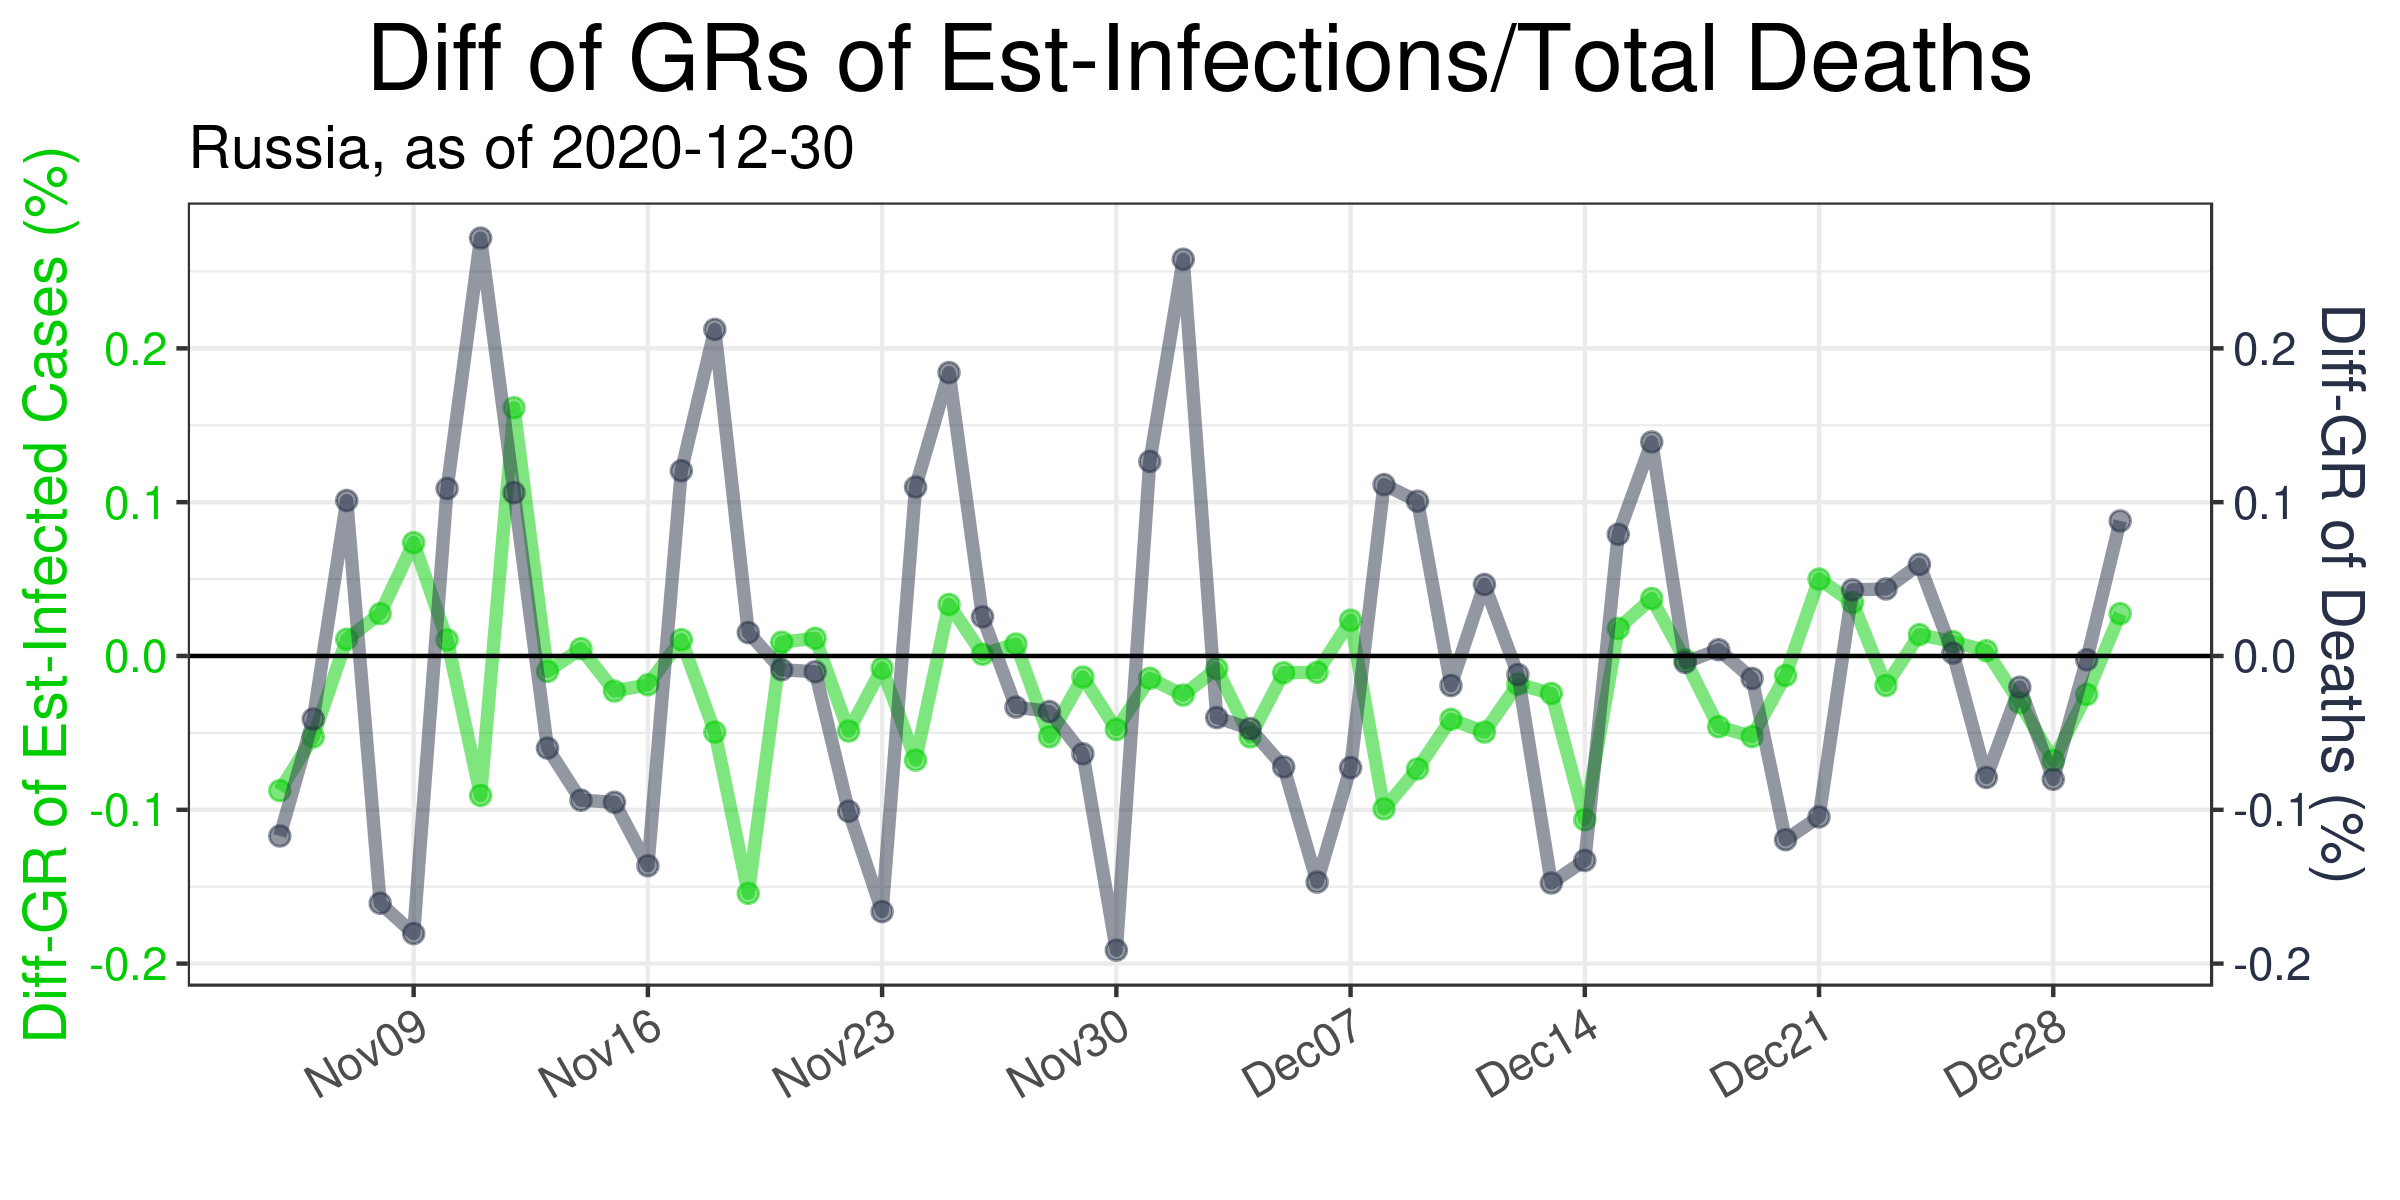 Diff of GRs of Est-Infections/Total Deaths
Russia, as of 2020-12-30
Diff-GR of Est-Infected Cases (%)
0.2
0.1
0.0
-0.1
-0.2
0.2
0.1
0.0
-0.1
-0.2
Diff-GR of Deaths (%)
Nov09
Nov16
Nov23
Nov30
Dec07
Dec14
Dec21
Dec28